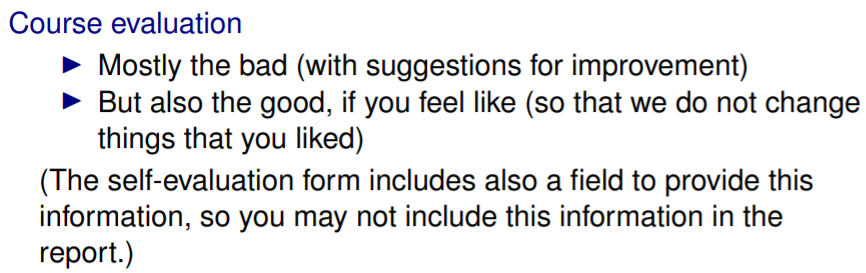 Course evaluation
▶ Mostly the bad (with suggestions for improvement)
▶ But also the good, if you feel like (so that we do not change
things that you liked)
(The self-evaluation form includes also a field to provide this
information, so you may not include this information in the
report.)